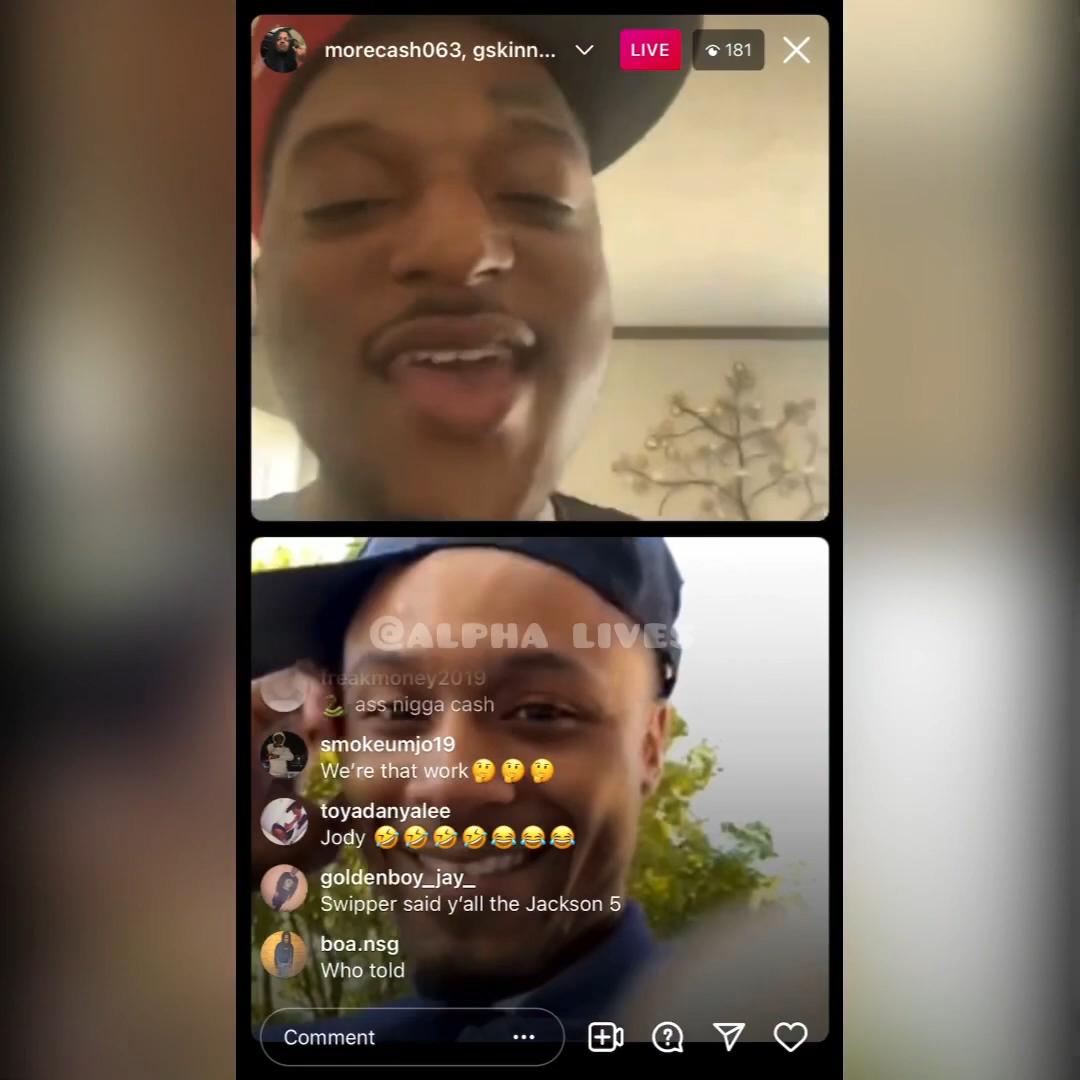 morecash063, gskinn...
LIVE
181
@ALPHA LIVES
freakmoney2019
🐍 ass nigga cash
smokeumjo19
We're that work🤔🤔🤔
toyadanyalee
Jody 🤣🤣🤣🤣😂😂😂
goldenboy_jay_
Swipper said y'all the Jackson 5
boa.nsg
Who told
Comment